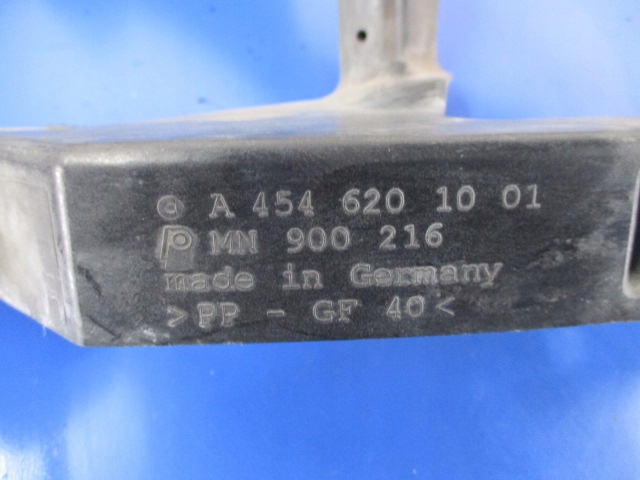 A 454 620 10 01
MN 900 216
made in Germany
>PP - GF 40<